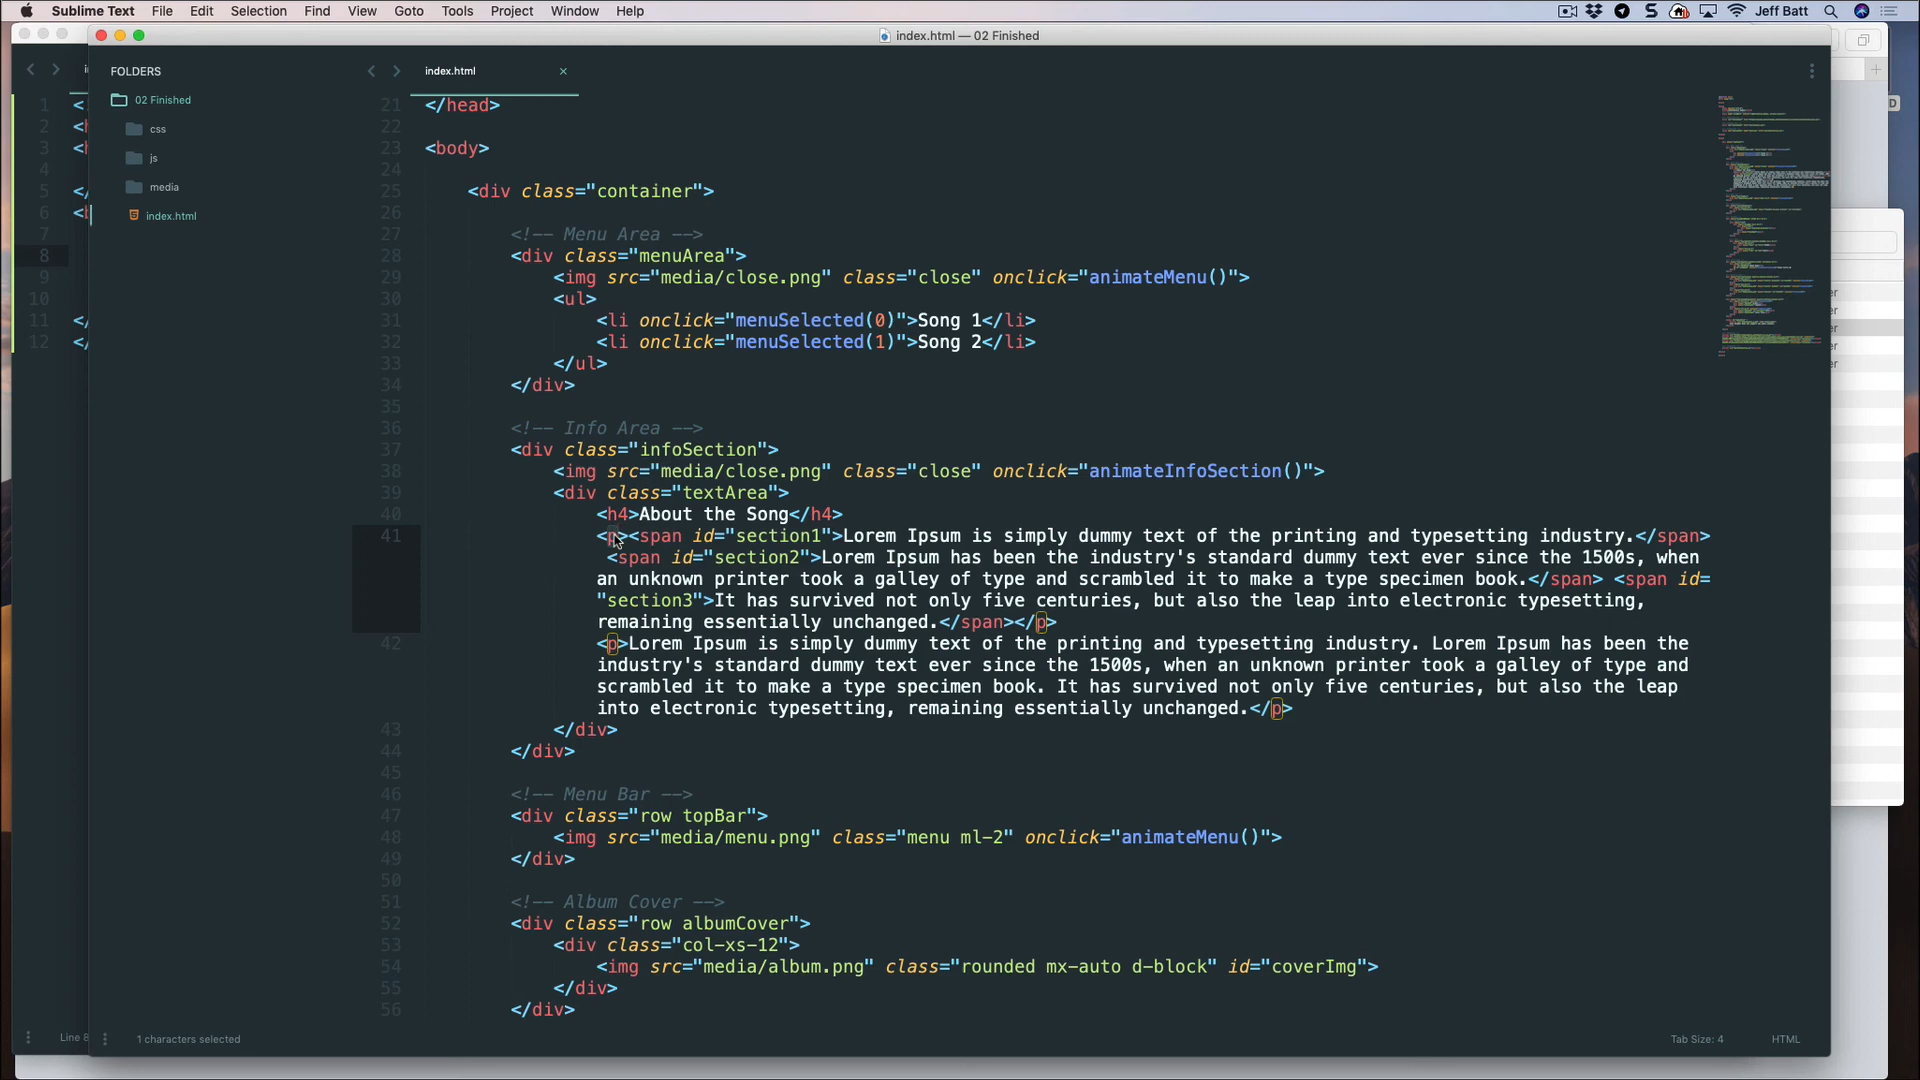 Sublime Text File Edit Selection Find View Goto Tools Project Window Help Jeff Batt
index.html — 02 Finished
FOLDERS
02 Finished
css
js
media
index.html
index.html
21 </head>
22
23 <body>
24
25 <div class="container">
26
27 <!-- Menu Area -->
28 <div class="menuArea">
29 <img src="media/close.png" class="close" onclick="animateMenu()">
30 <ul>
31 <li onclick="menuSelected(0)">Song 1</li>
32 <li onclick="menuSelected(1)">Song 2</li>
33 </ul>
34 </div>
35
36 <!-- Info Area -->
37 <div class="infoSection">
38 <img src="media/close.png" class="close" onclick="animateInfoSection()">
39 <div class="textArea">
40 <h4>About the Song</h4>
41 <p><span id="section1">Lorem Ipsum is simply dummy text of the printing and typesetting industry.</span>
<span id="section2">Lorem Ipsum has been the industry's standard dummy text ever since the 1500s, when
an unknown printer took a galley of type and scrambled it to make a type specimen book.</span> <span id=
"section3">It has survived not only five centuries, but also the leap into electronic typesetting,
remaining essentially unchanged.</span></p>
42 <p>Lorem Ipsum is simply dummy text of the printing and typesetting industry. Lorem Ipsum has been the
industry's standard dummy text ever since the 1500s, when an unknown printer took a galley of type and
scrambled it to make a type specimen book. It has survived not only five centuries, but also the leap
into electronic typesetting, remaining essentially unchanged.</p>
43 </div>
44 </div>
45
46 <!-- Menu Bar -->
47 <div class="row topBar">
48 <img src="media/menu.png" class="menu ml-2" onclick="animateMenu()">
49 </div>
50
51 <!-- Album Cover -->
52 <div class="row albumCover">
53 <div class="col-xs-12">
54 <img src="media/album.png" class="rounded mx-auto d-block" id="coverImg">
55 </div>
56 </div>
1
2
3
4
5
6
7
8
9
10
11
12
Line 8
1 characters selected
Tab Size: 4
HTML